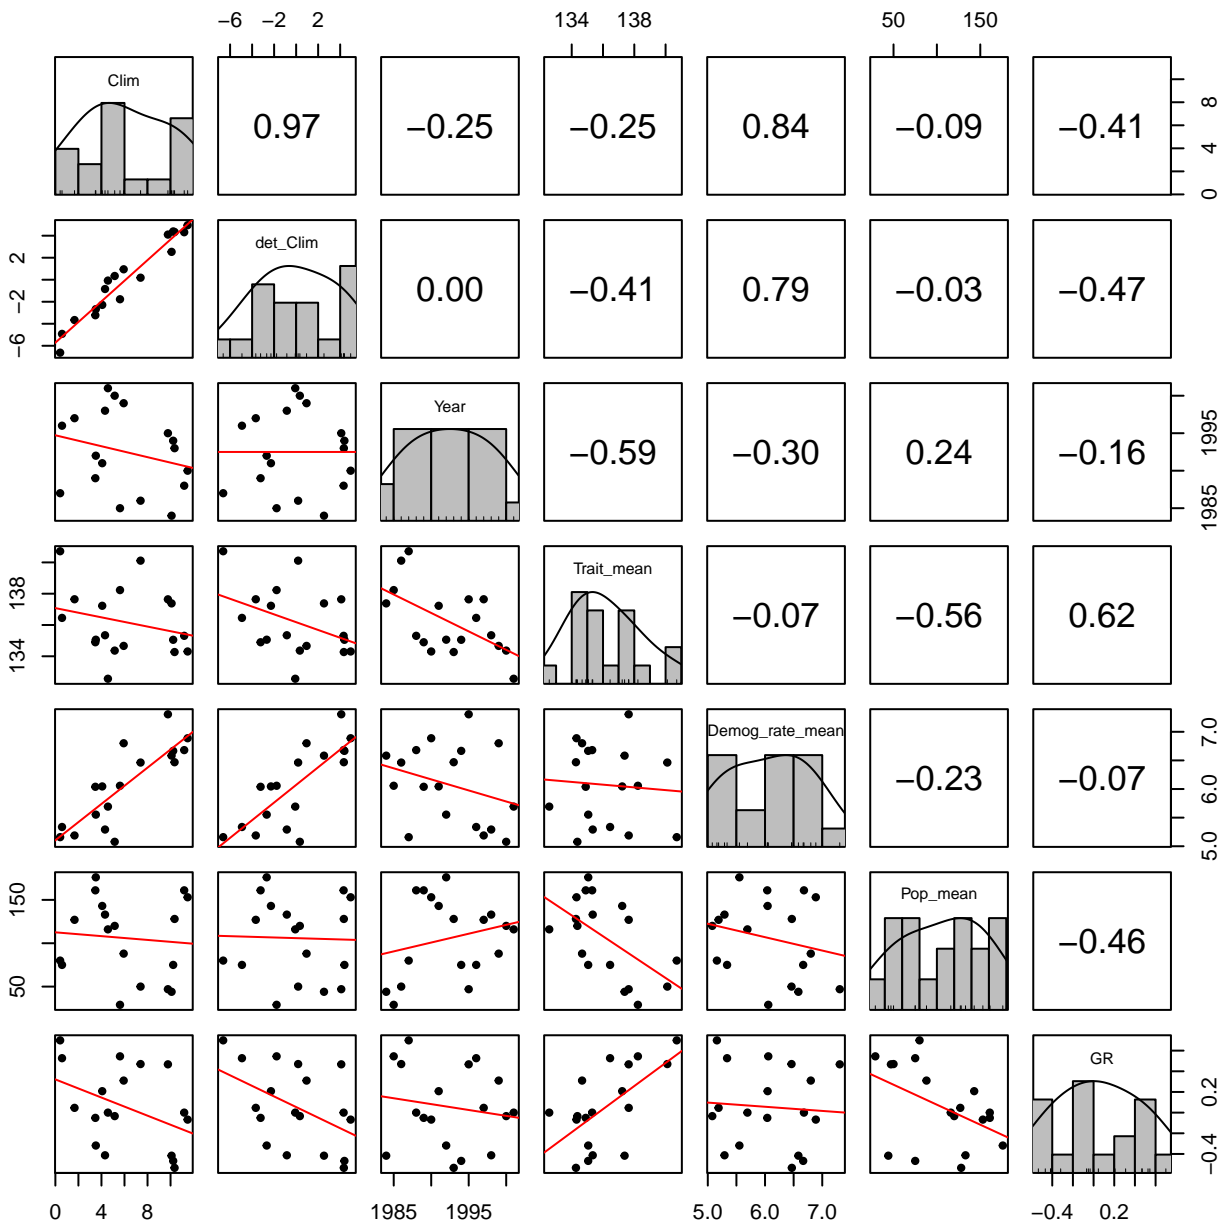 −6 −2 2 134 138 50 150
Clim 0.97 −0.25 −0.25 0.84 −0.09 −0.41 0 4 8
−6 −2 2 det_Clim 0.00 −0.41 0.79 −0.03 −0.47
Year −0.59 −0.30 0.24 −0.16 1985 1995
134 138 Trait_mean −0.07 −0.56 0.62
Demog_rate_mean −0.23 −0.07 5.0 6.0 7.0
50 150 Pop_mean −0.46
GR −0.4 0.2
0 4 8 1985 1995 5.0 6.0 7.0 −0.4 0.2